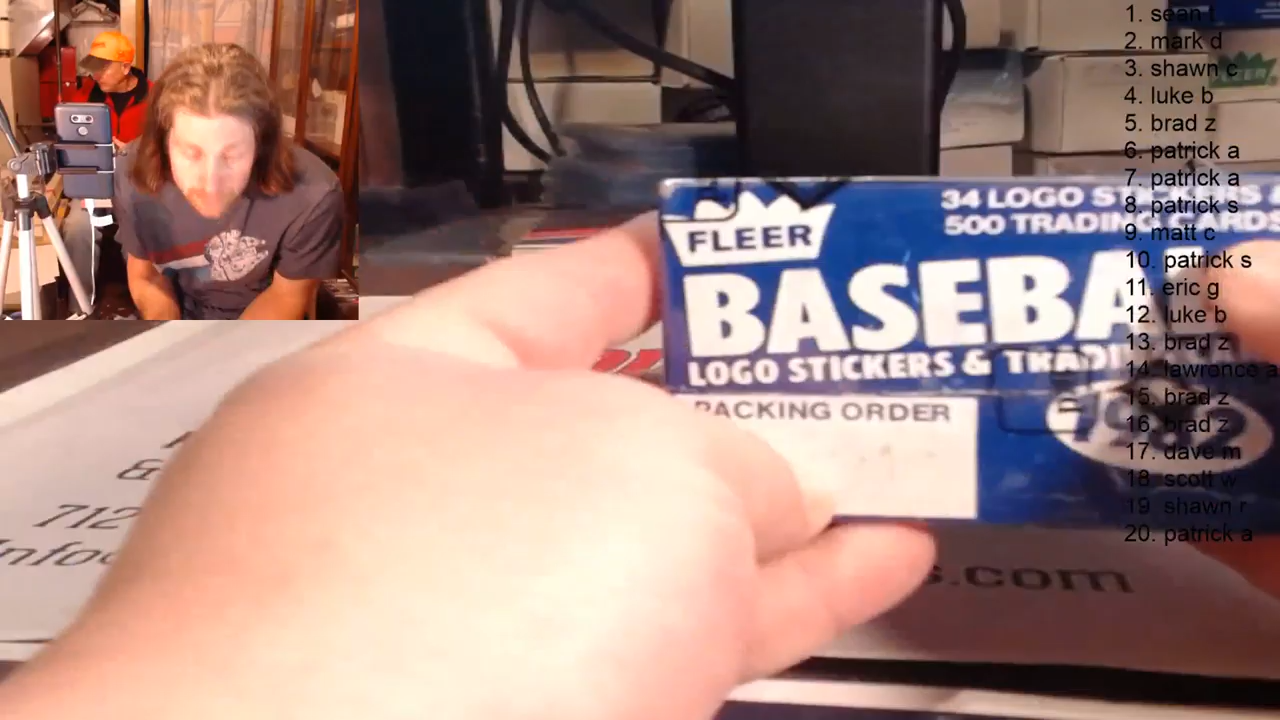 1. sean t
2. mark d
3. shawn c
4. luke b
5. brad z
6. patrick a
7. patrick a
8. patrick s
9. matt c
10. patrick s
11. eric g
12. luke b
13. brad z
14. lawrence a
15. brad z
16. brad z
17. dave m
18. scott w
19. shawn r
20. patrick a
FLEER
34 LOGO STICKERS &
500 TRADING CARDS
BASEBA
LOGO STICKERS & TRADI
PACKING ORDER
&
712
Info
s.com